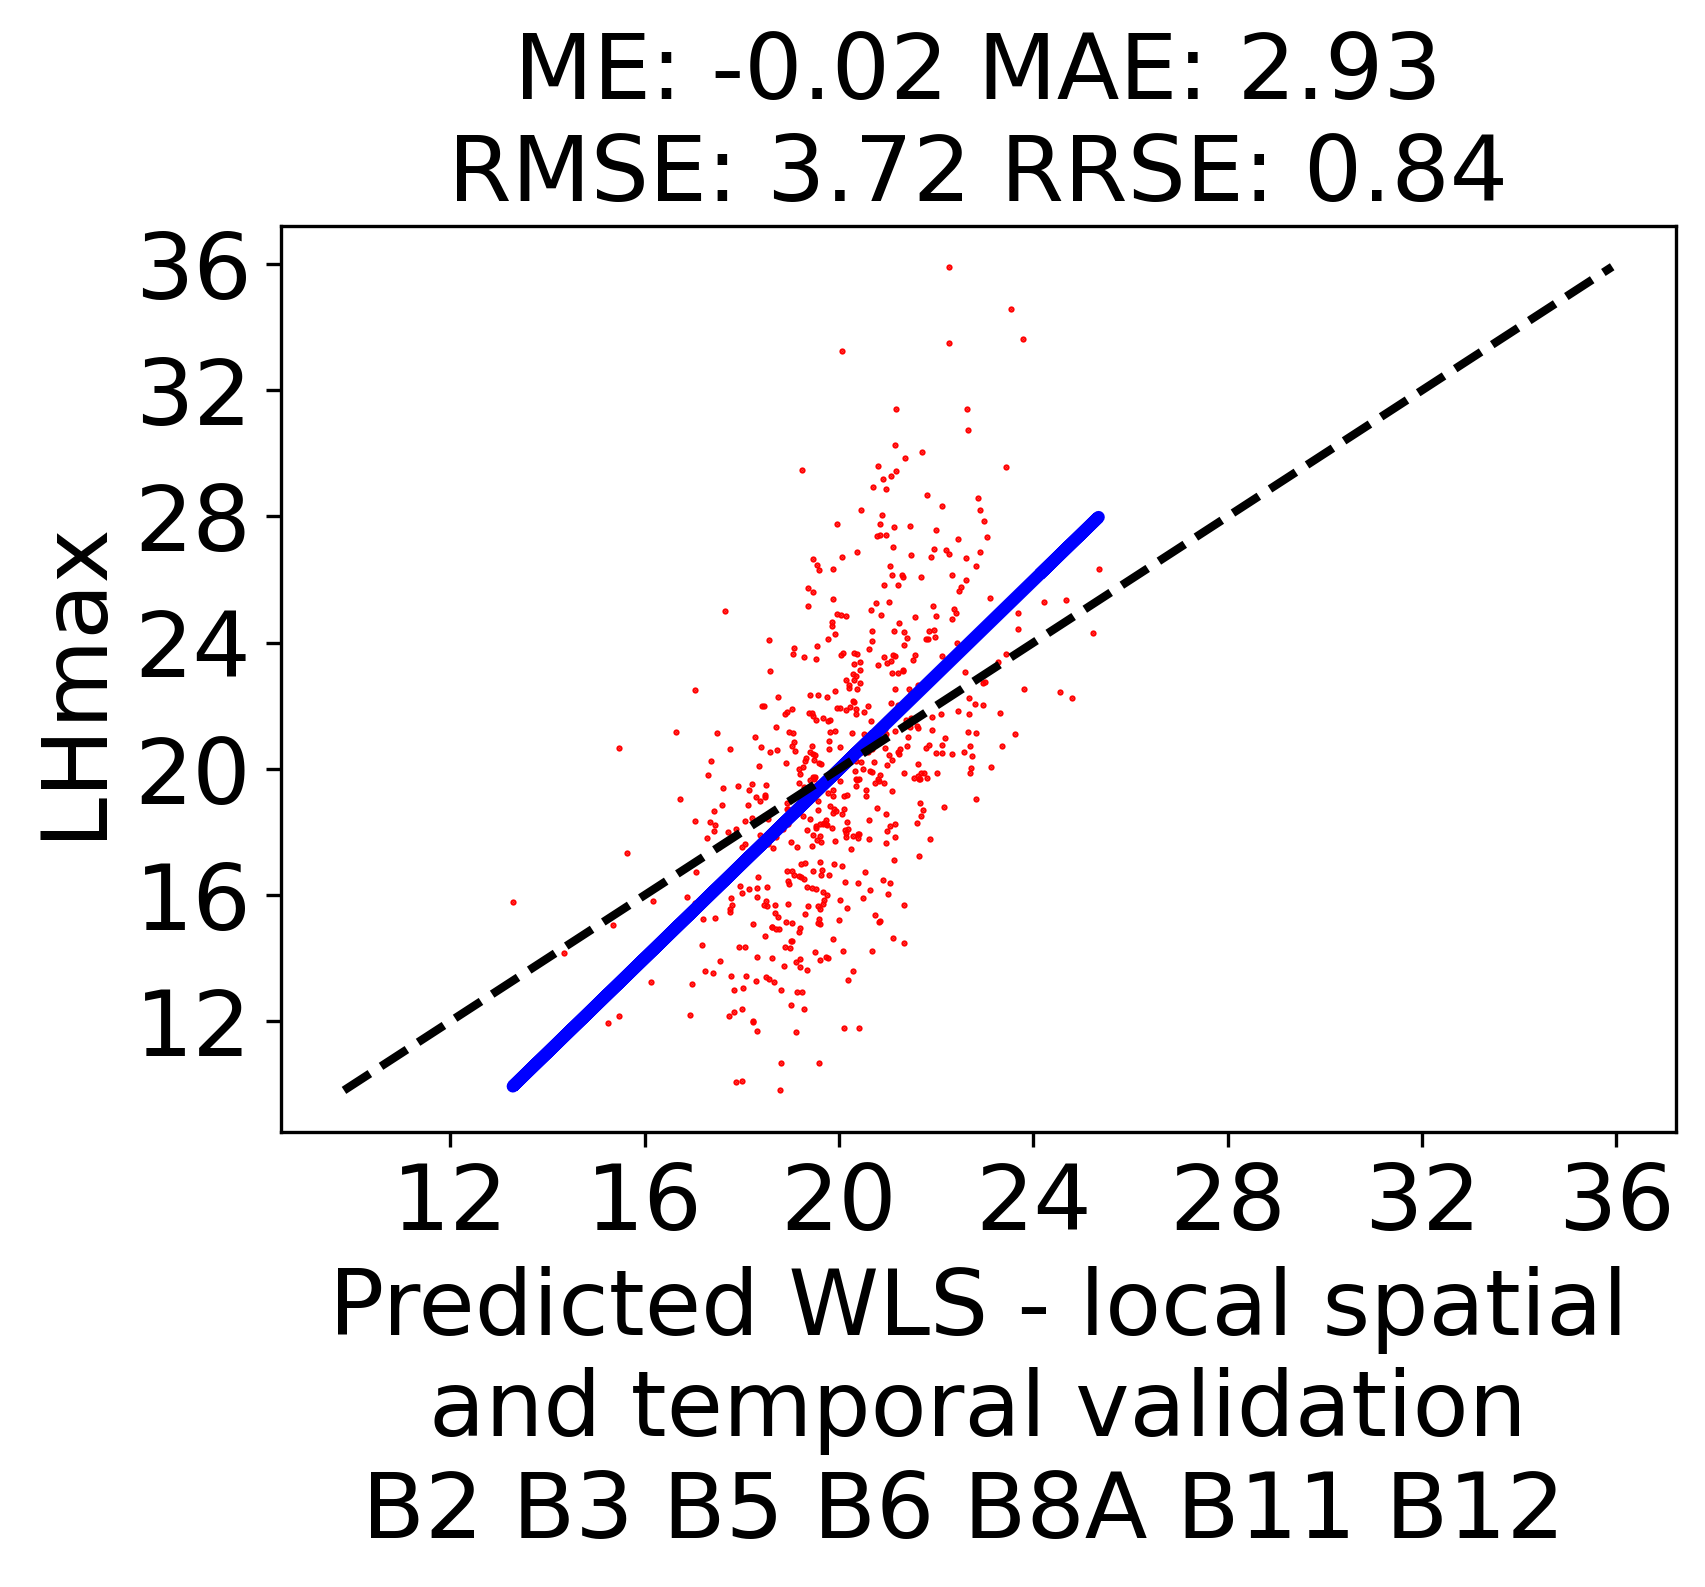 ME: -0.02 MAE: 2.93
RMSE: 3.72 RRSE: 0.84
36
32
28
24
20
16
12
LHmax
12 16 20 24 28 32 36
Predicted WLS - local spatial
and temporal validation
B2 B3 B5 B6 B8A B11 B12